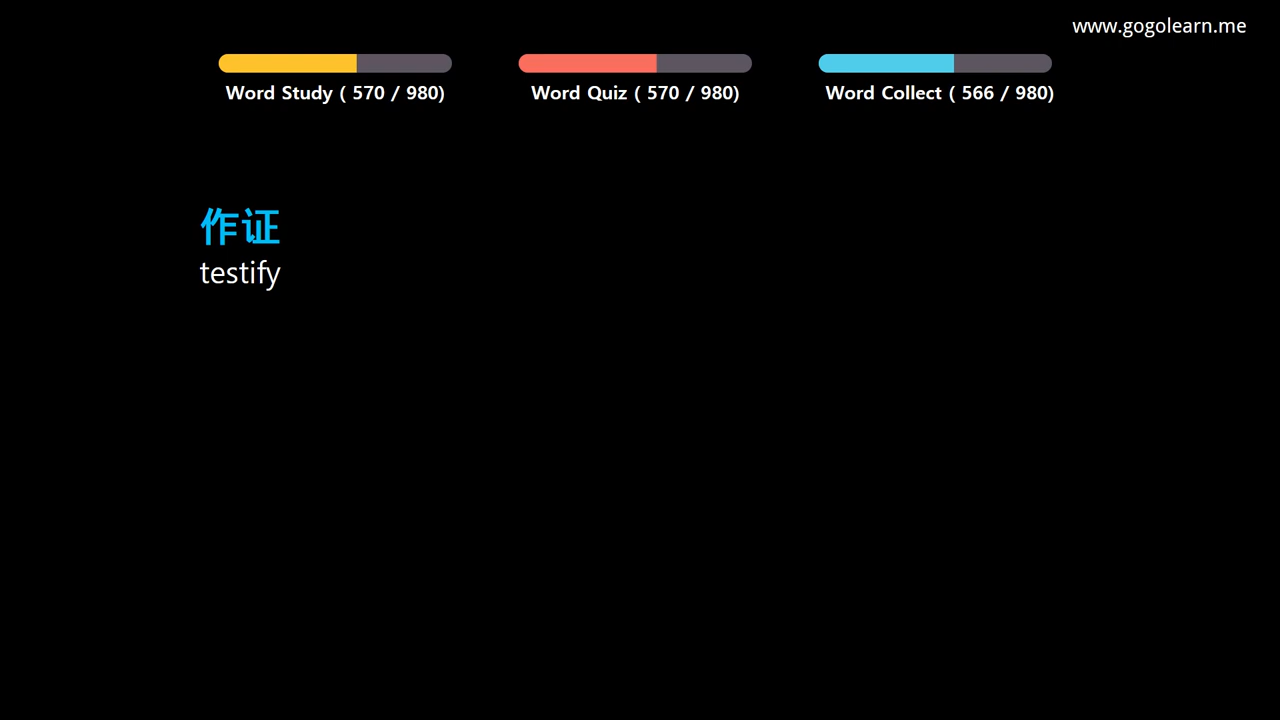 www.gogolearn.me
Word Study ( 570 / 980)
Word Quiz ( 570 / 980)
Word Collect ( 566 / 980)
作证
testify